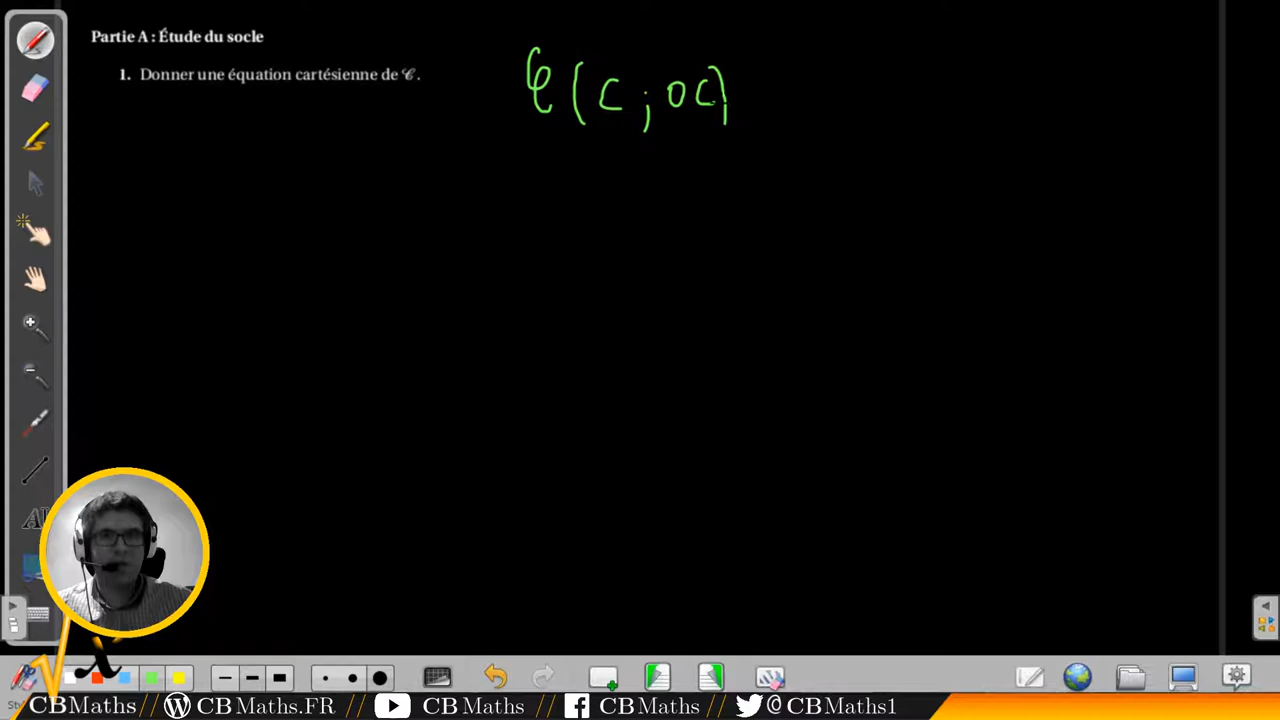 Partie A : Étude du socle
1. Donner une équation cartésienne de 𝒞.
𝒞 ( C ; OC )
CBMaths // CBMaths.FR // CBMaths // CBMaths // @CBMaths1